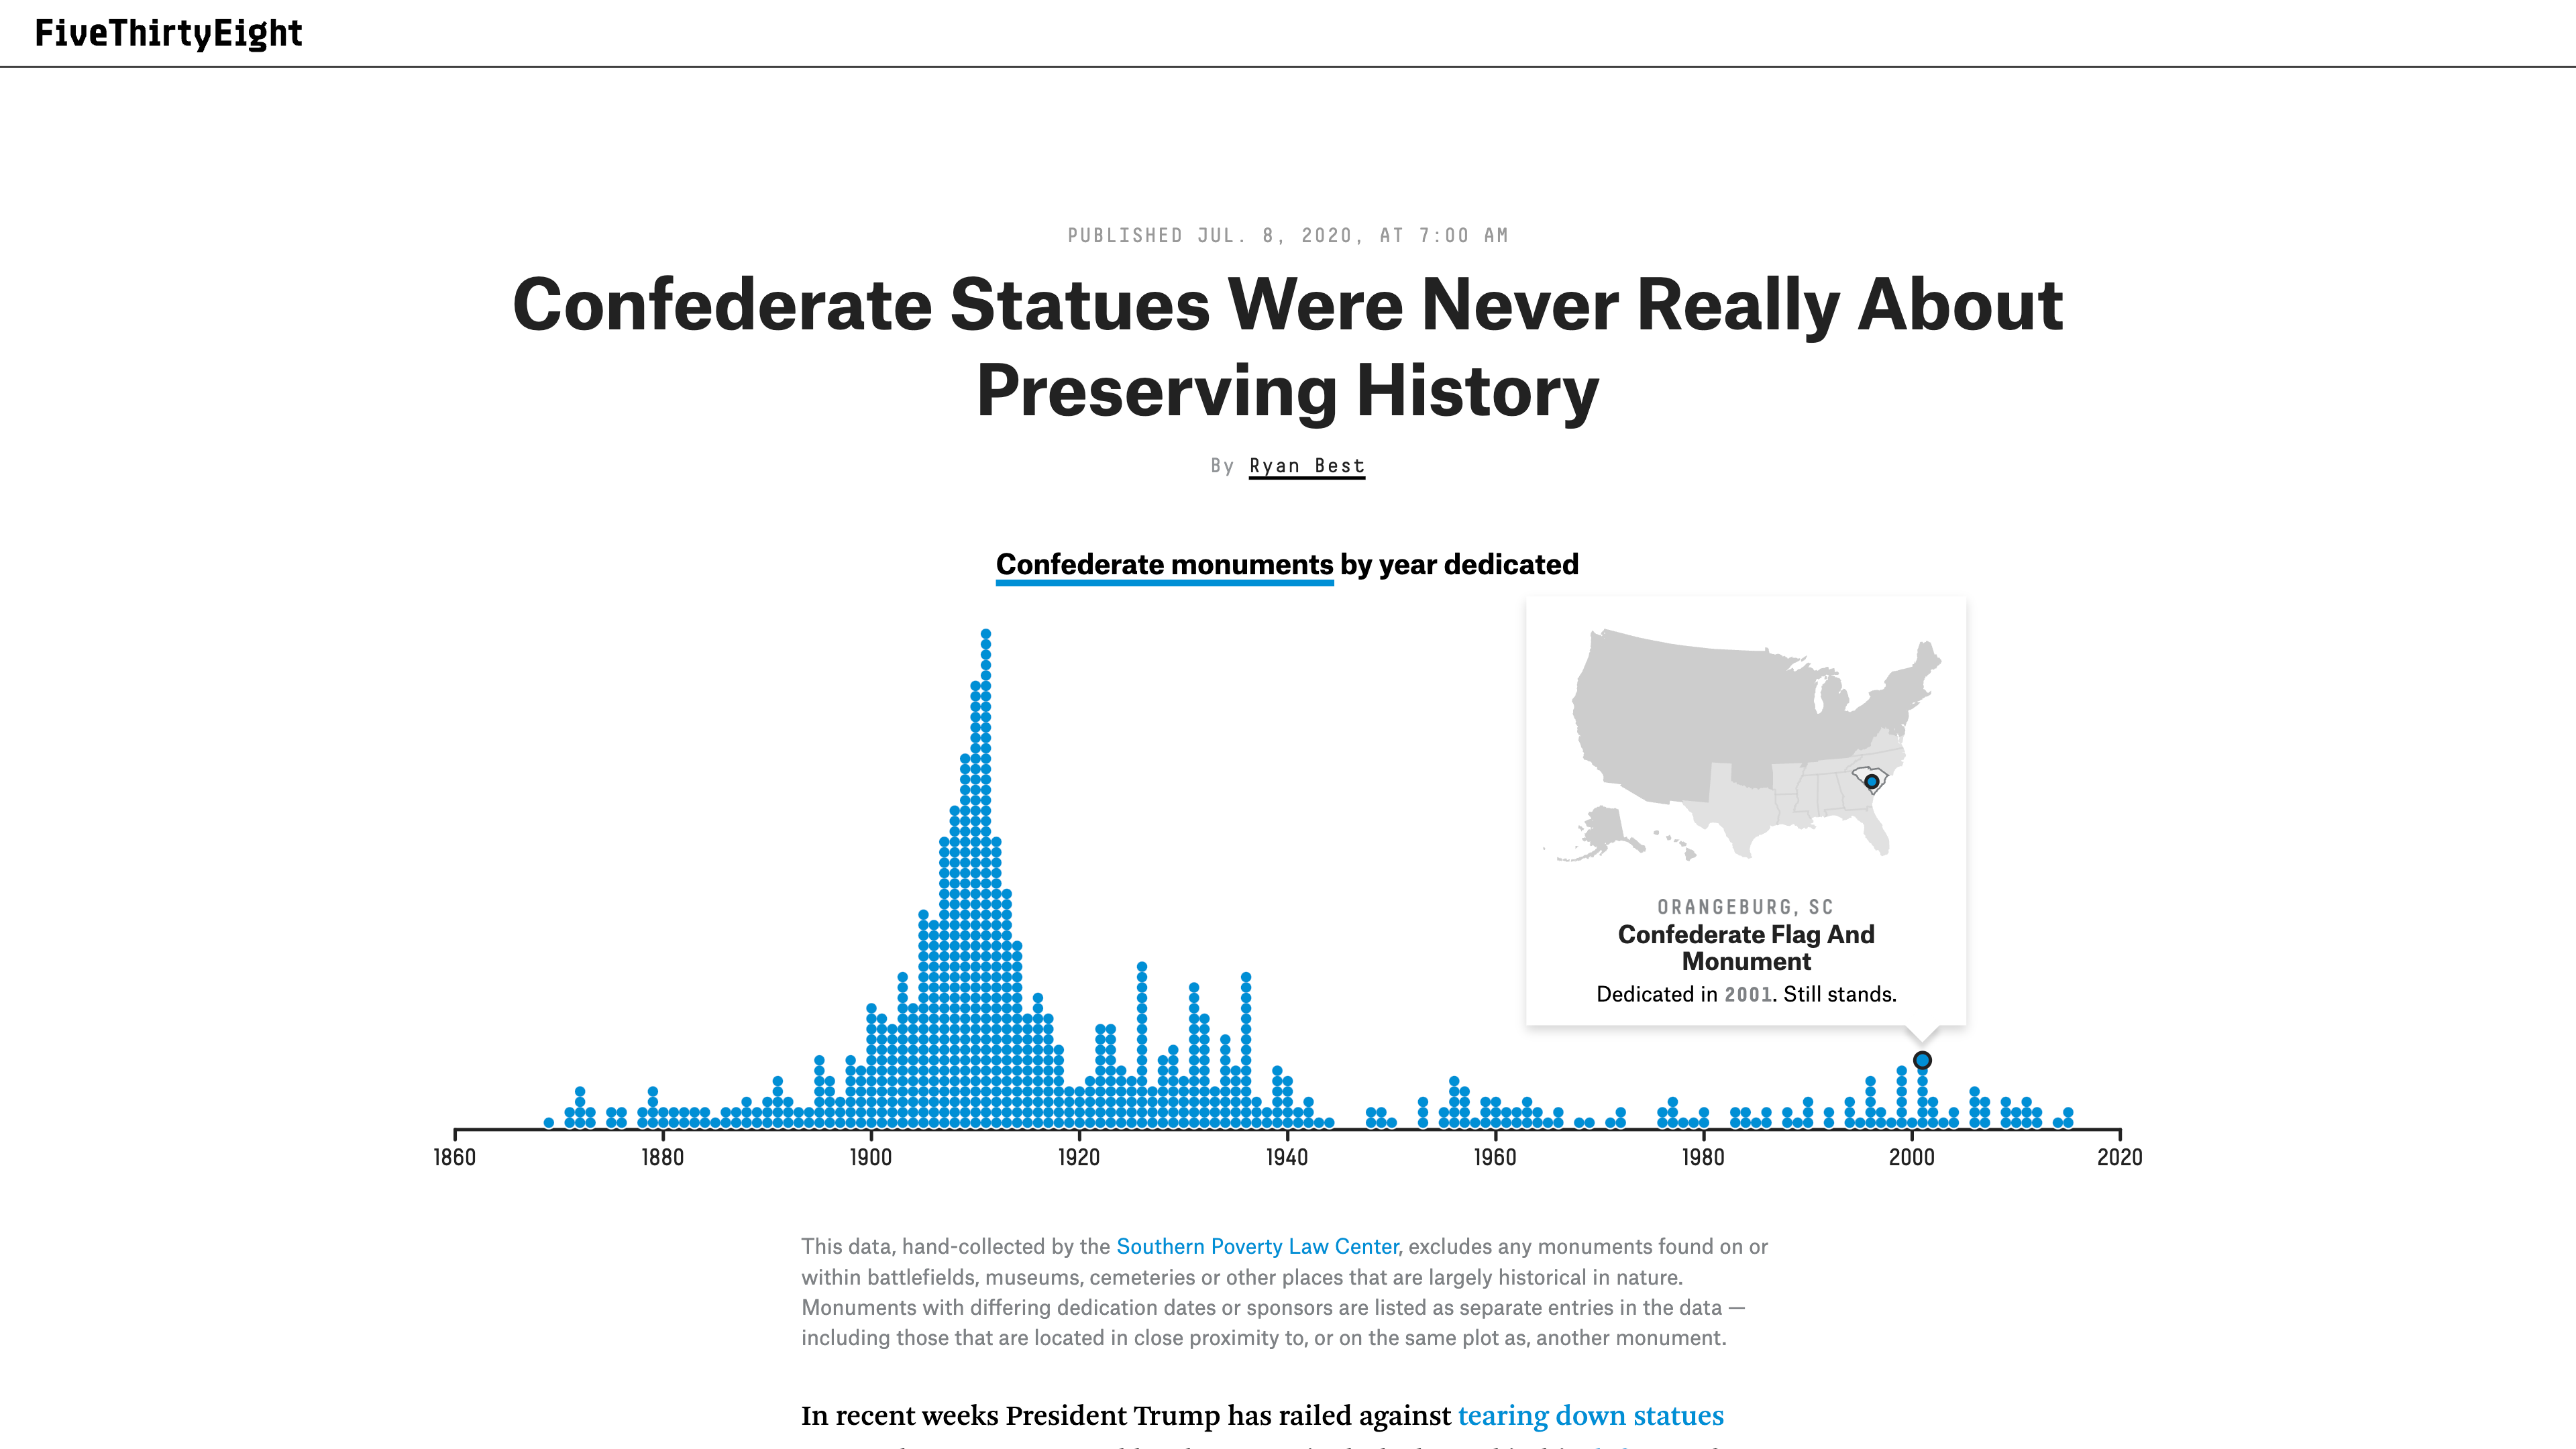 FiveThirtyEight
PUBLISHED JUL. 8, 2020, AT 7:00 AM
Confederate Statues Were Never Really About
Preserving History
By Ryan Best
Confederate monuments by year dedicated
ORANGEBURG, SC
Confederate Flag And
Monument
Dedicated in 2001. Still stands.
1860 1880 1900 1920 1940 1960 1980 2000 2020
This data, hand-collected by the Southern Poverty Law Center, excludes any monuments found on or
within battlefields, museums, cemeteries or other places that are largely historical in nature.
Monuments with differing dedication dates or sponsors are listed as separate entries in the data —
including those that are located in close proximity to, or on the same plot as, another monument.
In recent weeks President Trump has railed against tearing down statues